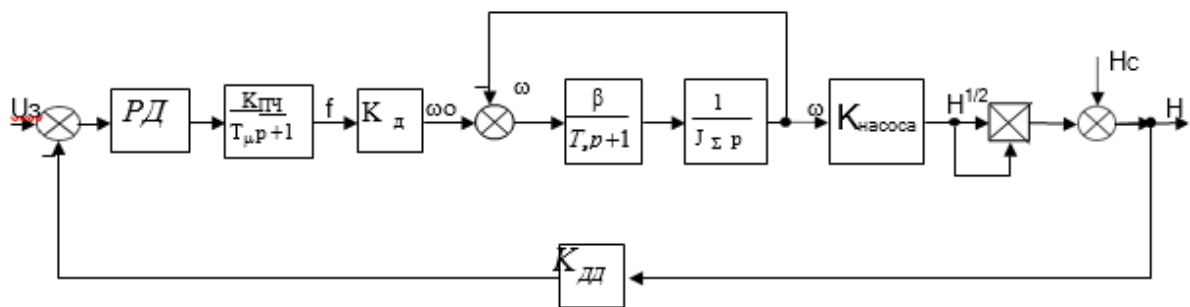 Uз
РД
KПЧ
Tμp+1
f
К д
ωо
ω
β
Tэp+1
1
JΣ p
ω
Kнасоса
H1/2
Hc
H
KДД